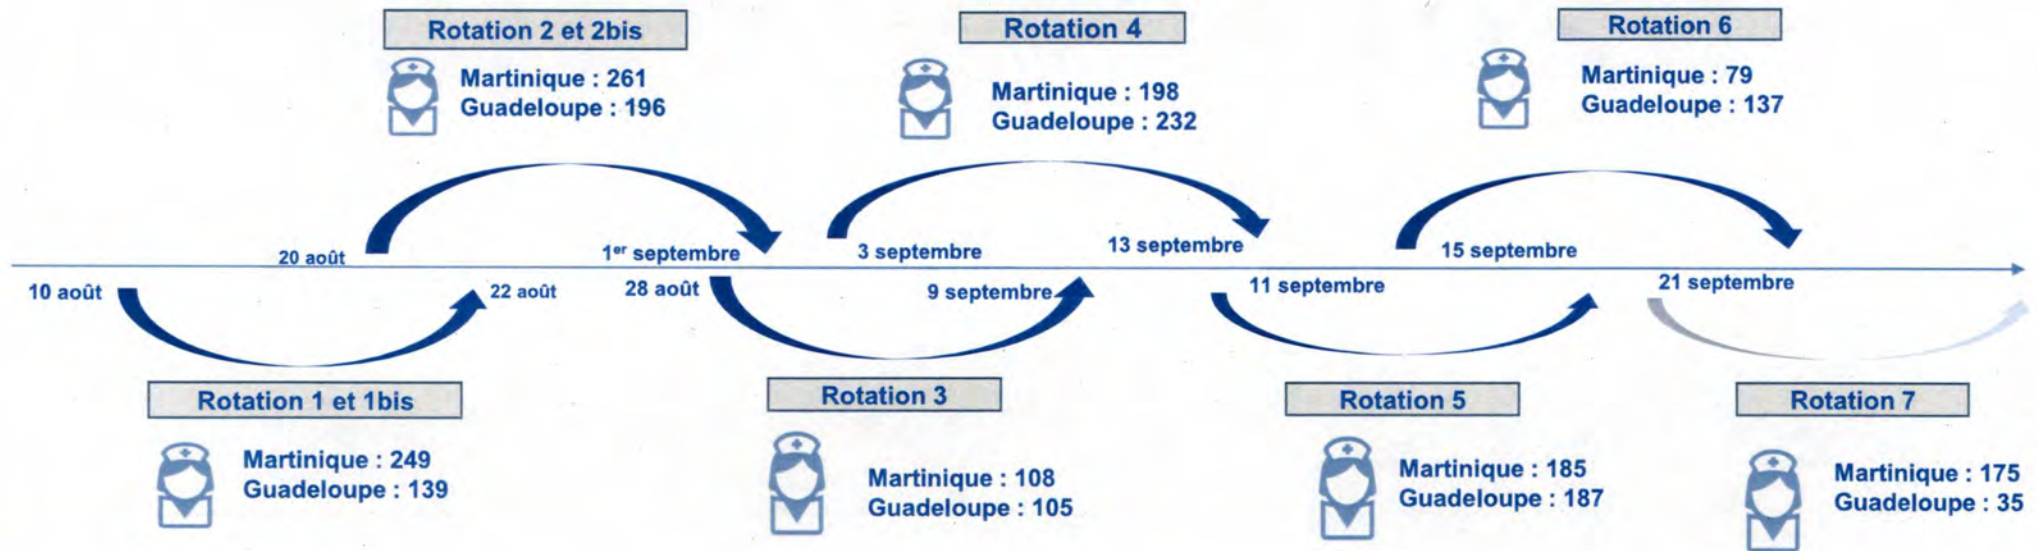 Rotation 2 et 2bis
Martinique : 261
Guadeloupe : 196
Rotation 4
Martinique : 198
Guadeloupe : 232
Rotation 6
Martinique : 79
Guadeloupe : 137
20 août
1er septembre
3 septembre
13 septembre
15 septembre
10 août
22 août
28 août
9 septembre
11 septembre
21 septembre
Rotation 1 et 1bis
Martinique : 249
Guadeloupe : 139
Rotation 3
Martinique : 108
Guadeloupe : 105
Rotation 5
Martinique : 185
Guadeloupe : 187
Rotation 7
Martinique : 175
Guadeloupe : 35